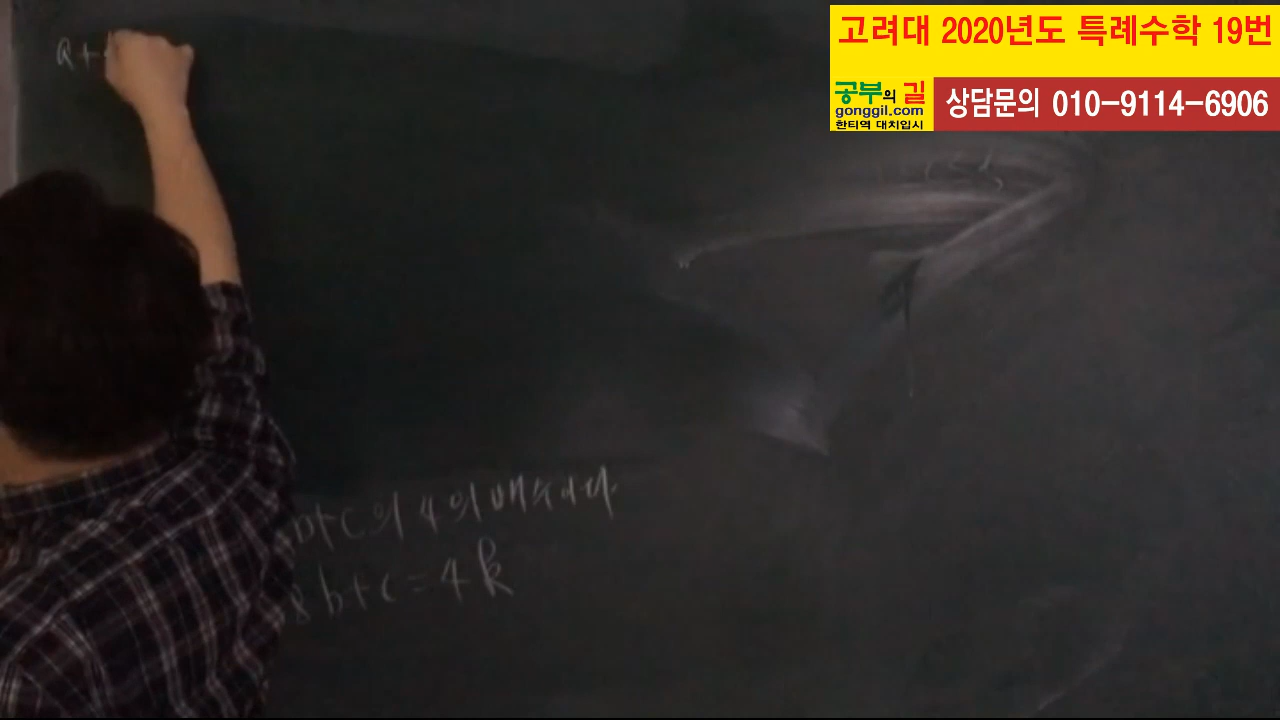 고려대 2020년도 특례수학 19번
공부의 길
gonggil.com
한티역 대치입시
상담문의 010-9114-6906
a+
b+c의 4의 배수이다
8b+c=4k